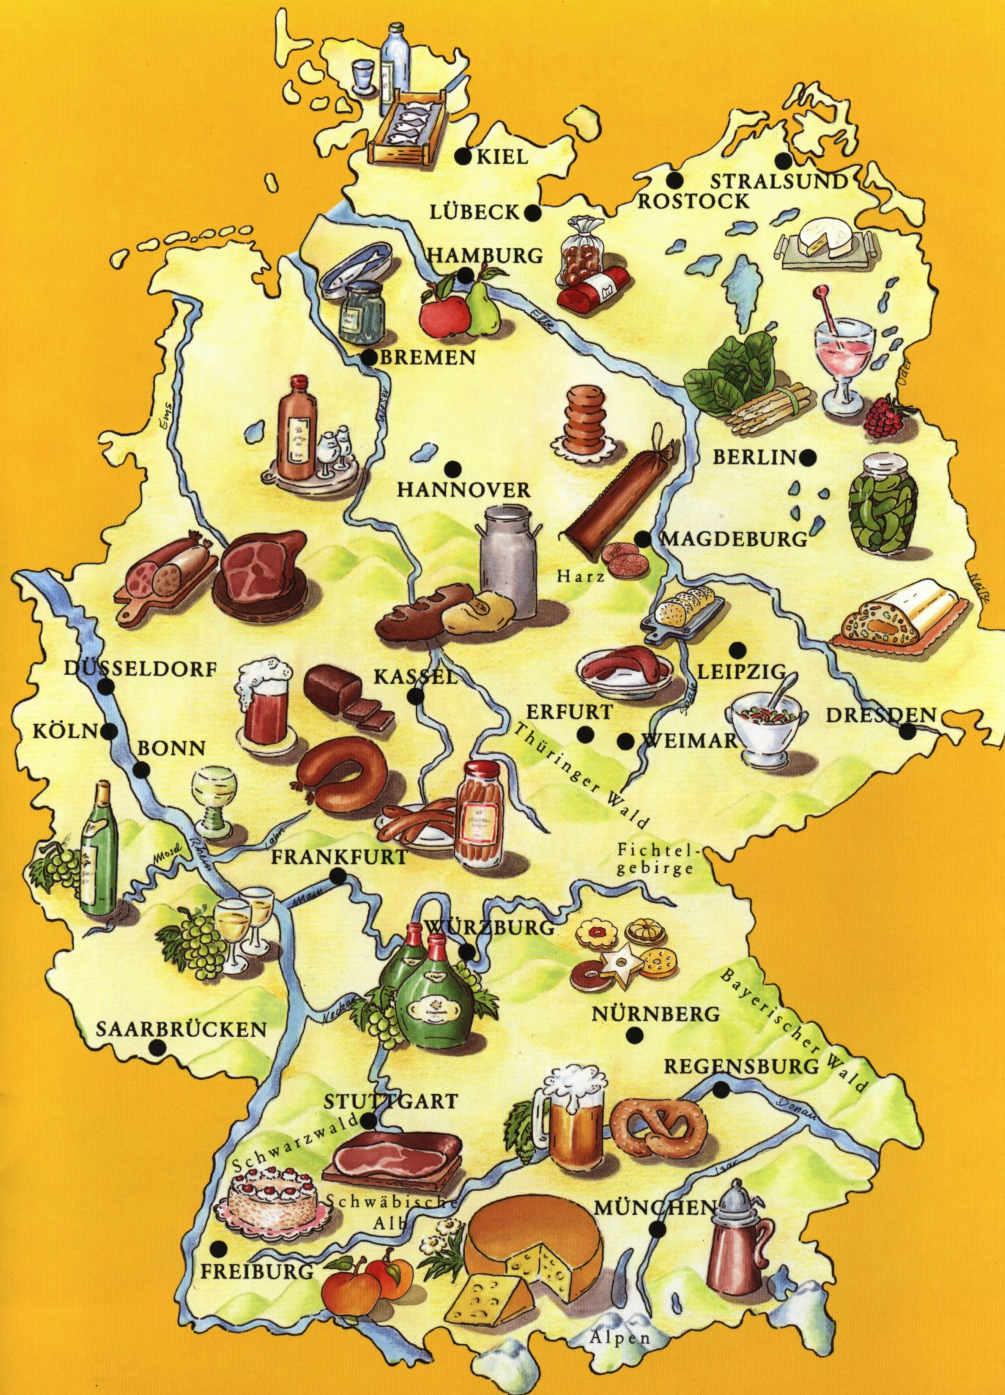 KIEL
STRALSUND
ROSTOCK
LÜBECK
HAMBURG
Elbe
BREMEN
Ems
Weser
Oder
BERLIN
HANNOVER
MAGDEBURG
Harz
Neiße
DÜSSELDORF
KASSEL
LEIPZIG
Saale
KÖLN
ERFURT
DRESDEN
BONN
WEIMAR
Thüringer Wald
Mosel
Rhein
Lahn
FRANKFURT
Fichtel-
gebirge
Main
WÜRZBURG
Neckar
Bayerischer Wald
NÜRNBERG
SAARBRÜCKEN
REGENSBURG
STUTTGART
Donau
Schwarzwald
Isar
Schwäbische
Alb
MÜNCHEN
FREIBURG
Alpen